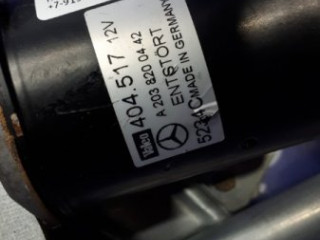 Valeo 404.517 12V
A 203 820 04 42
ENTSTÖRT
MADE IN GERMANY